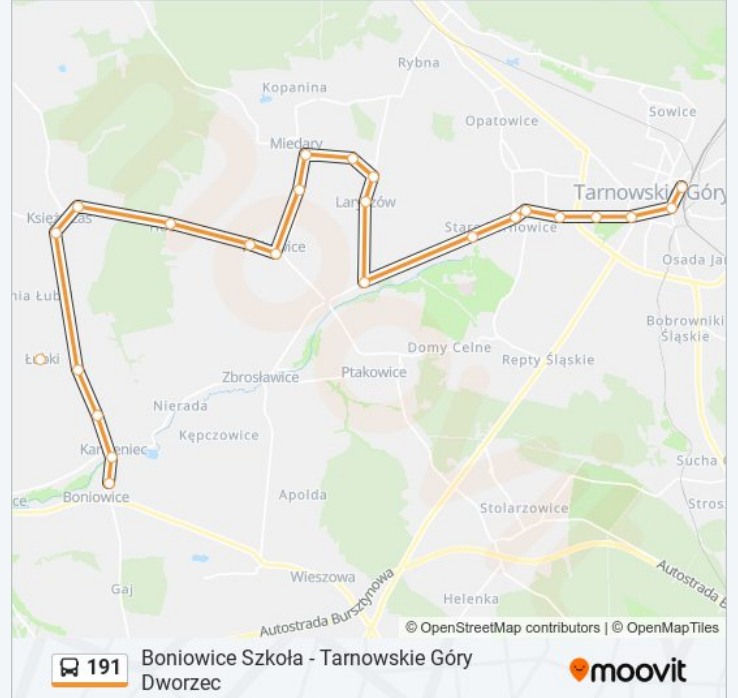 Rybna
Kopanina
Sowice
Opatowice
Miedary
Tarnowskie Góry
Osada Ja
Bobrowniki
Śląskie
Domy Celne
Repty Śląskie
Ptakowice
Zbrosławice
Nierada
Kępczowice
Sucha
Apolda
Boniowice
Stolarzowice
Gaj
Wieszowa
Helenka
Autostrada Bursztynowa
Autostrada B
© OpenStreetMap contributors | © OpenMapTiles
191
Boniowice Szkoła - Tarnowskie Góry
Dworzec
moovit